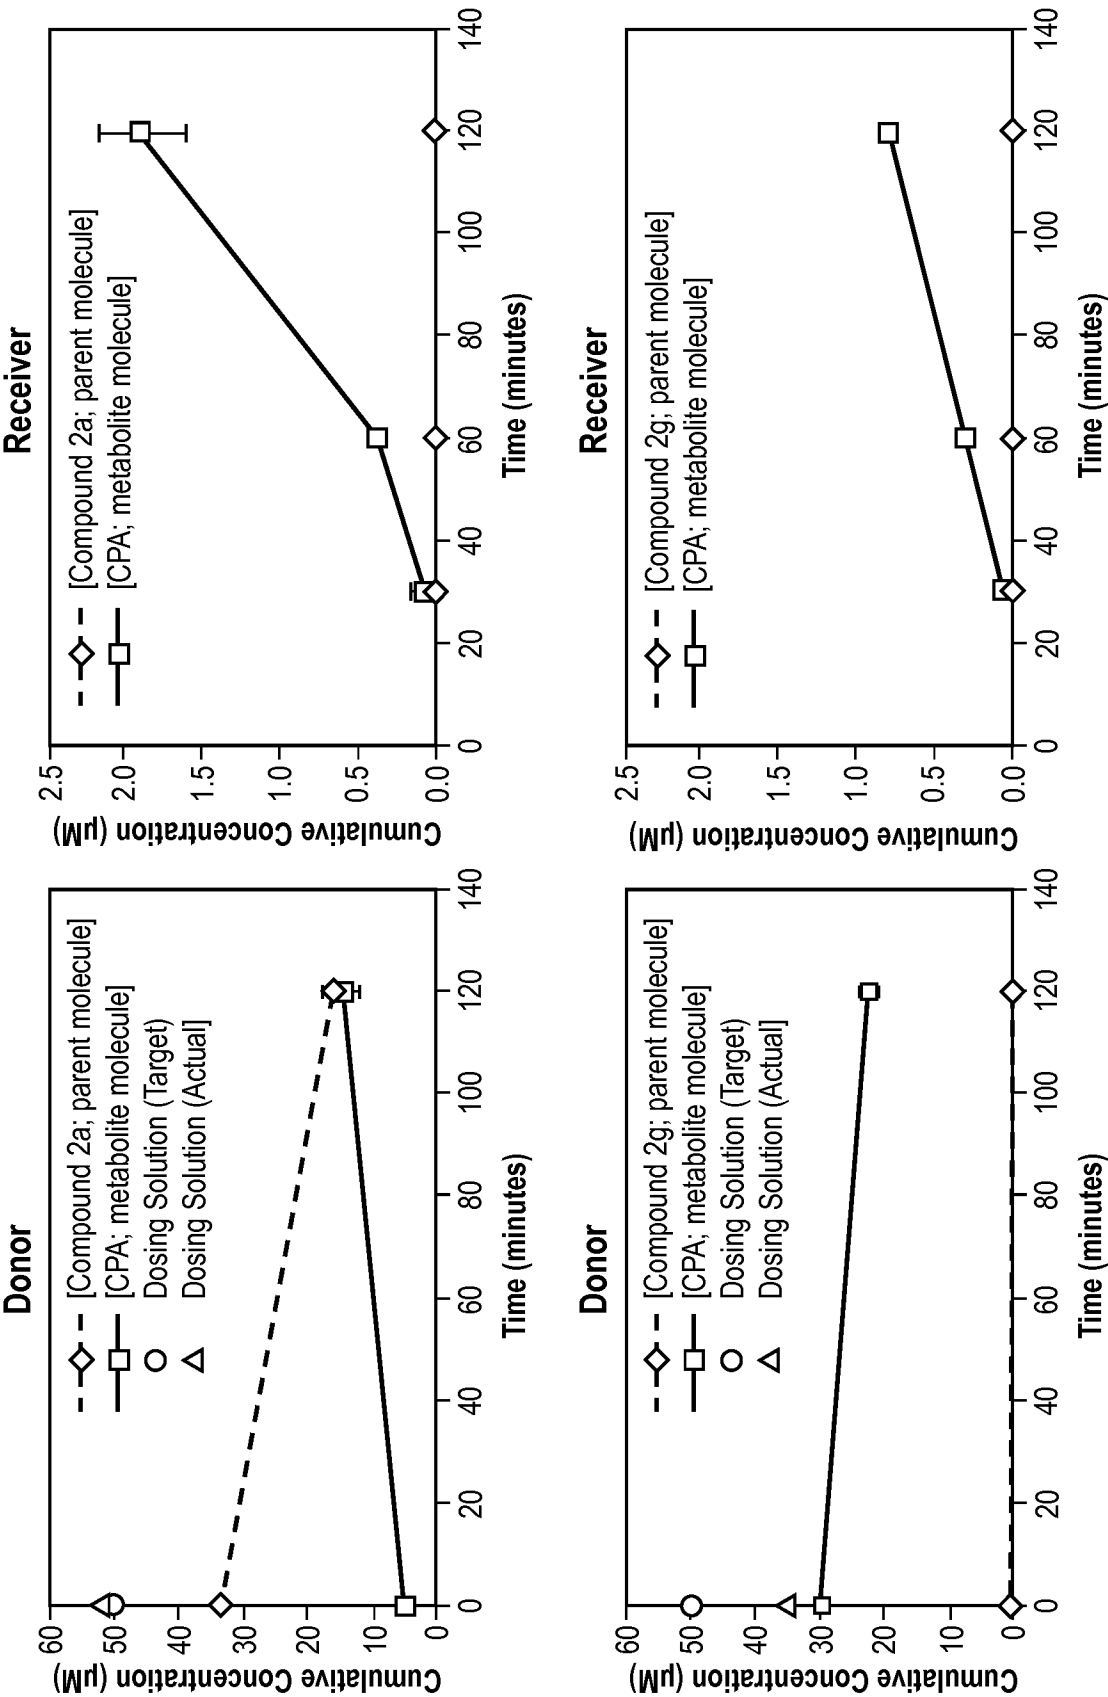 Donor
[Compound 2a; parent molecule]
[CPA; metabolite molecule]
Dosing Solution (Target)
Dosing Solution (Actual]
Cumulative Concentration (µM)
60
50
40
30
20
10
0
0
20
40
60
80
100
120
140
Time (minutes)
Receiver
[Compound 2a; parent molecule]
[CPA; metabolite molecule]
Cumulative Concentration (µM)
2.5
2.0
1.5
1.0
0.5
0.0
0
20
40
60
80
100
120
140
Time (minutes)
Donor
[Compound 2g; parent molecule]
[CPA; metabolite molecule]
Dosing Solution (Target)
Dosing Solution (Actual]
Cumulative Concentration (µM)
60
50
40
30
20
10
0
0
20
40
60
80
100
120
140
Time (minutes)
Receiver
[Compound 2g; parent molecule]
[CPA; metabolite molecule]
Cumulative Concentration (µM)
2.5
2.0
1.5
1.0
0.5
0.0
0
20
40
60
80
100
120
140
Time (minutes)